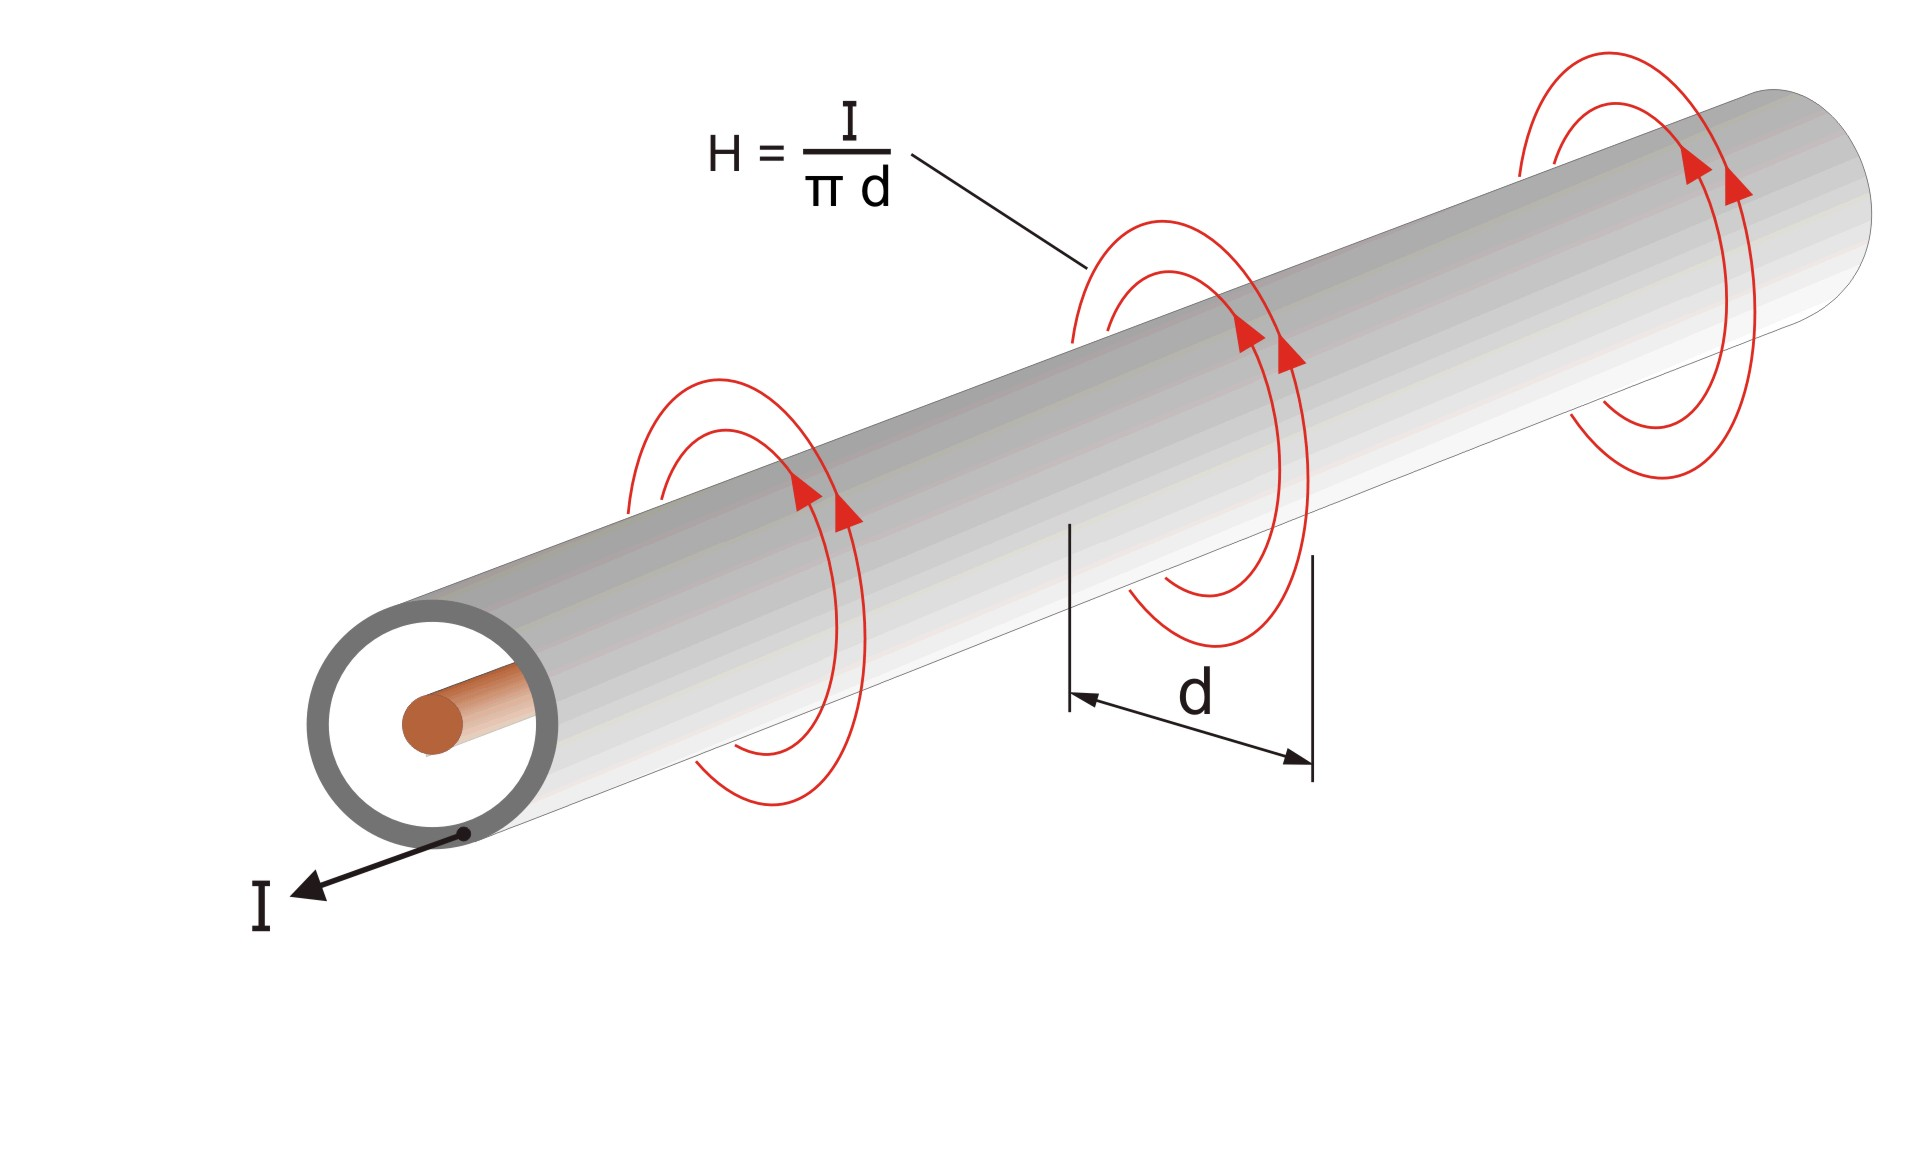 H = I / π d
d
I